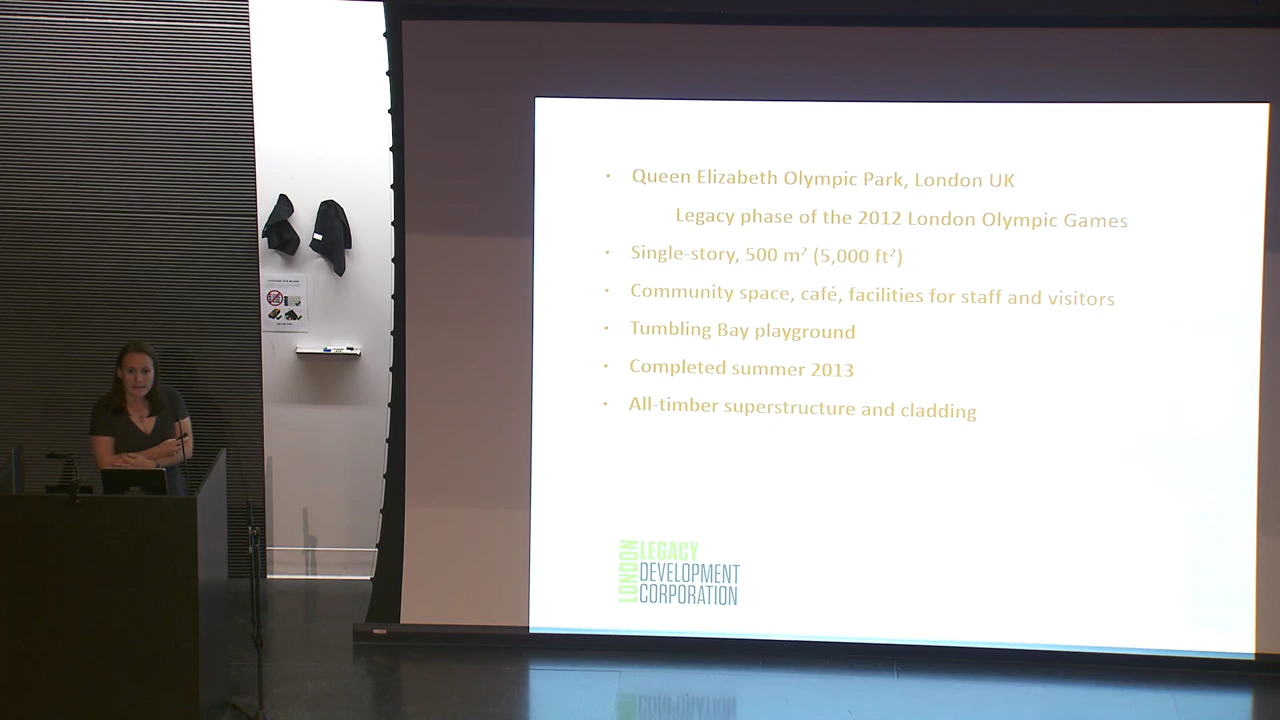 • Queen Elizabeth Olympic Park, London UK
Legacy phase of the 2012 London Olympic Games
• Single-story, 500 m² (5,000 ft²)
• Community space, café, facilities for staff and visitors
• Tumbling Bay playground
• Completed summer 2013
• All-timber superstructure and cladding
LONDON
LEGACY
DEVELOPMENT
CORPORATION